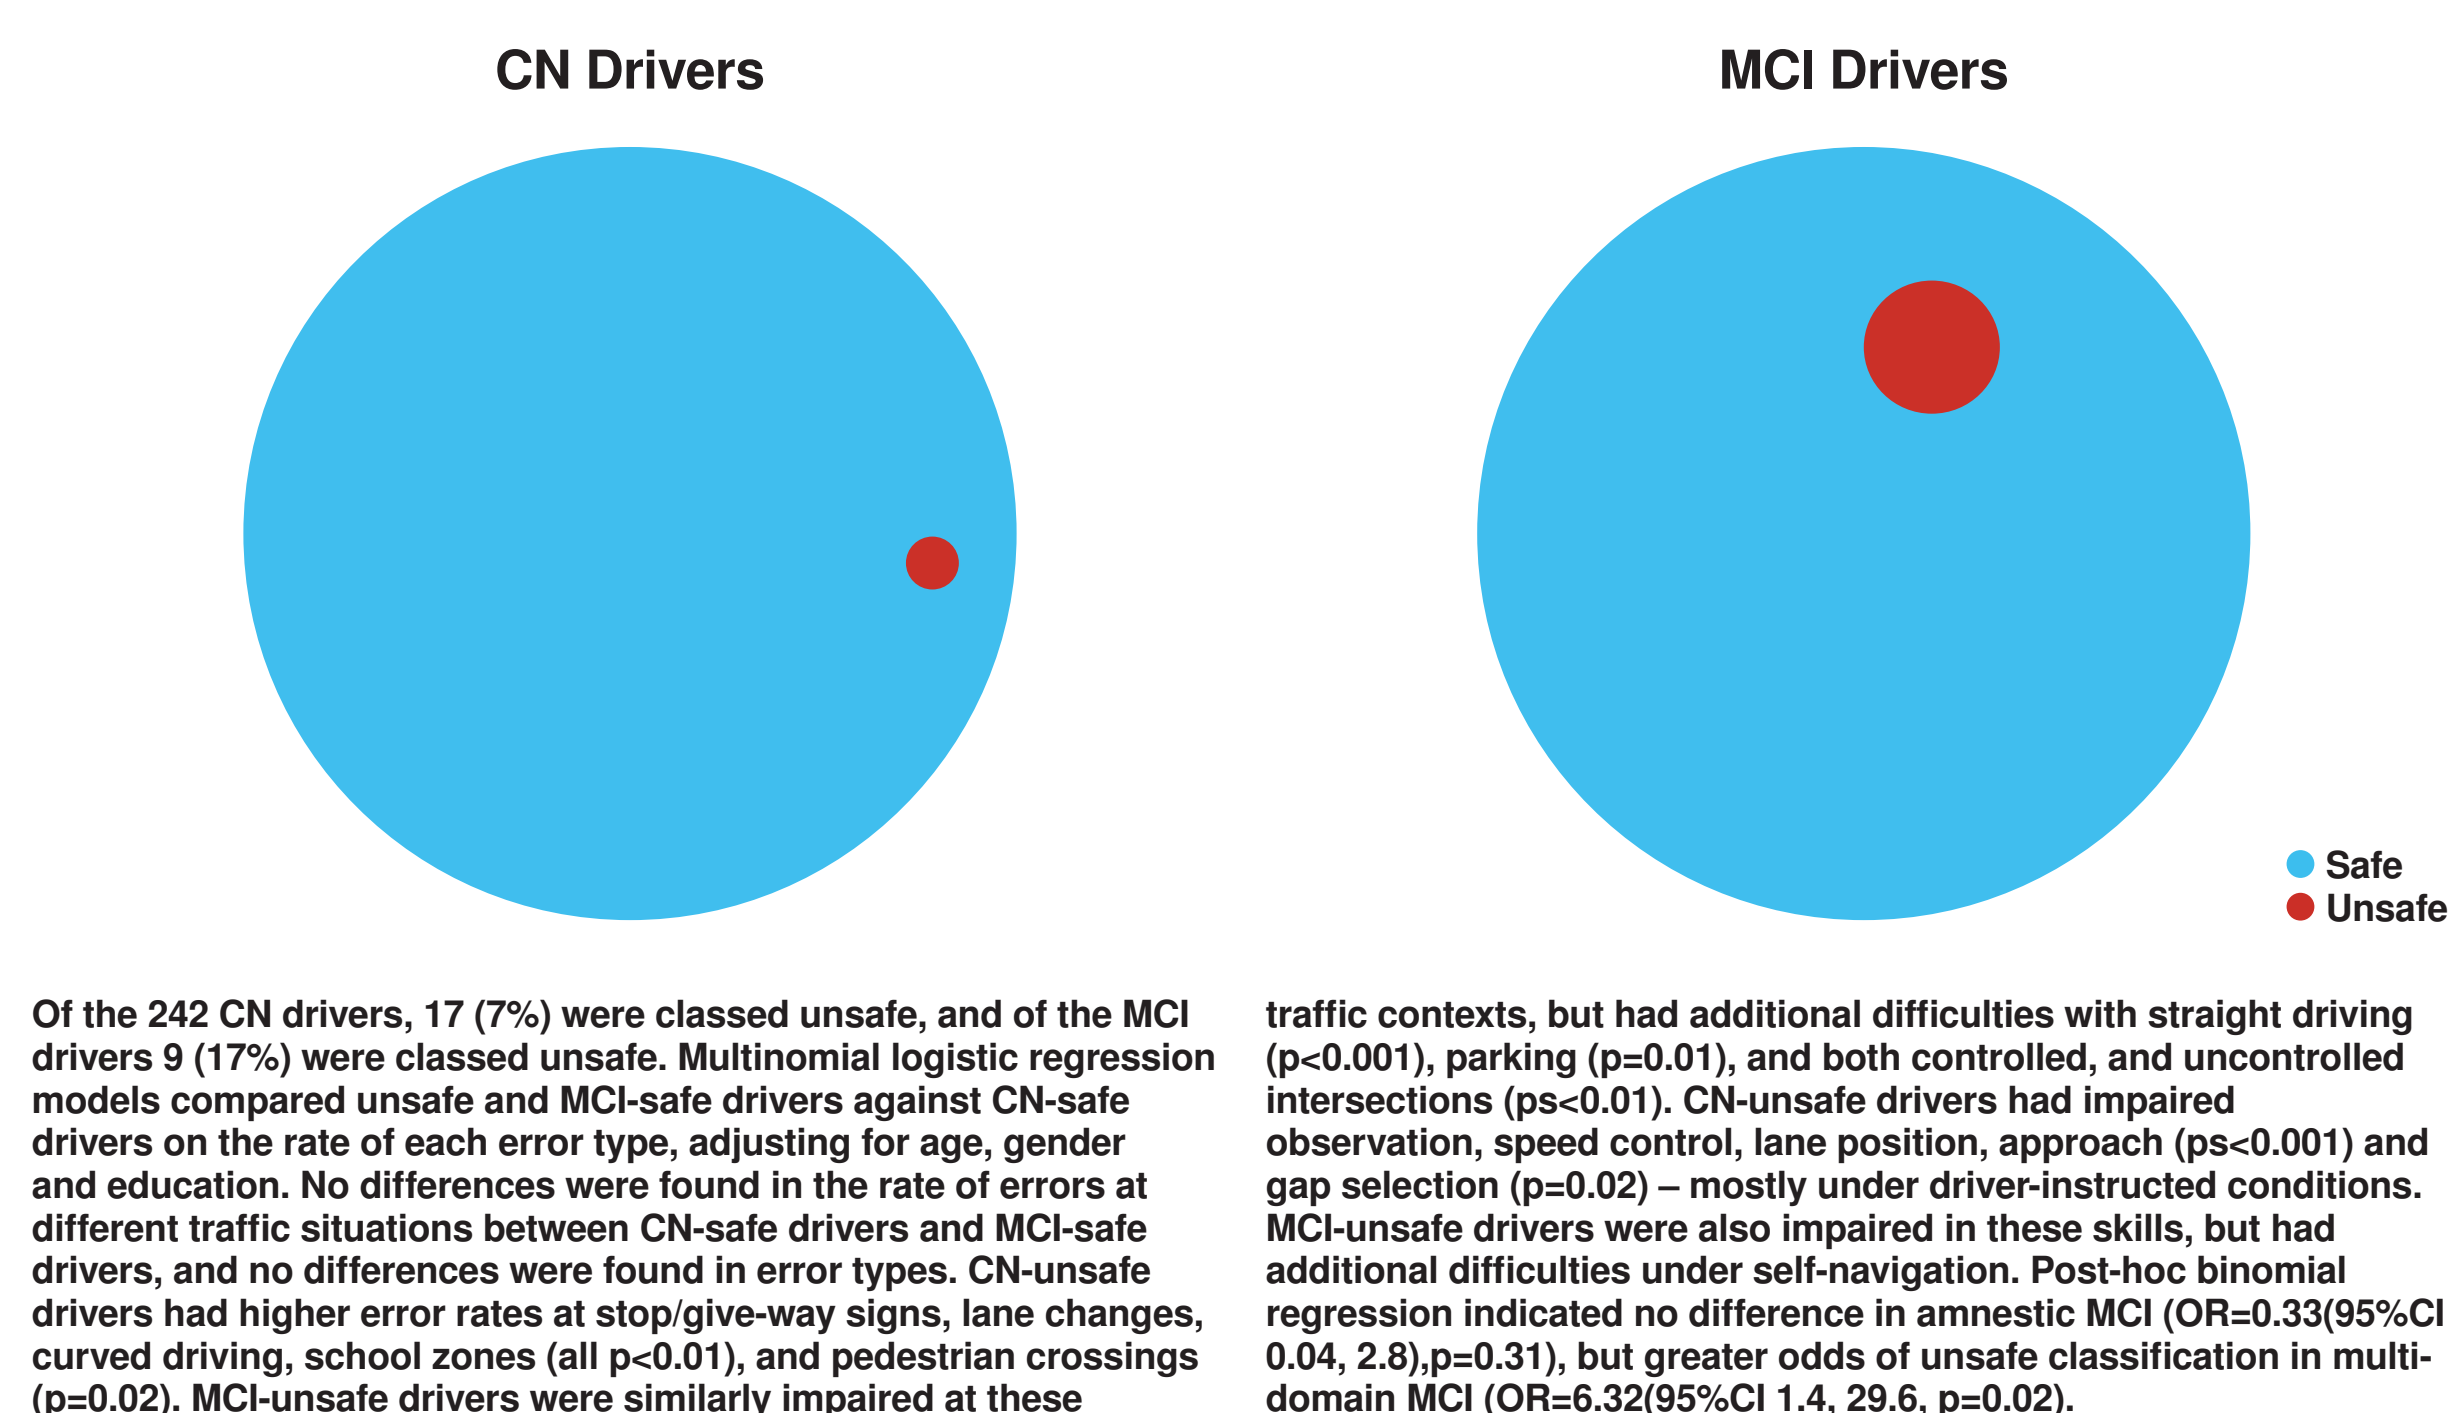 CN Drivers
MCI Drivers
Safe
Unsafe
Of the 242 CN drivers, 17 (7%) were classed unsafe, and of the MCI
drivers 9 (17%) were classed unsafe. Multinomial logistic regression
models compared unsafe and MCI-safe drivers against CN-safe
drivers on the rate of each error type, adjusting for age, gender
and education. No differences were found in the rate of errors at
different traffic situations between CN-safe drivers and MCI-safe
drivers, and no differences were found in error types. CN-unsafe
drivers had higher error rates at stop/give-way signs, lane changes,
curved driving, school zones (all p<0.01), and pedestrian crossings
(p=0.02). MCI-unsafe drivers were similarly impaired at these
traffic contexts, but had additional difficulties with straight driving
(p<0.001), parking (p=0.01), and both controlled, and uncontrolled
intersections (ps<0.01). CN-unsafe drivers had impaired
observation, speed control, lane position, approach (ps<0.001) and
gap selection (p=0.02) – mostly under driver-instructed conditions.
MCI-unsafe drivers were also impaired in these skills, but had
additional difficulties under self-navigation. Post-hoc binomial
regression indicated no difference in amnestic MCI (OR=0.33(95%CI
0.04, 2.8),p=0.31), but greater odds of unsafe classification in multi-
domain MCI (OR=6.32(95%CI 1.4, 29.6, p=0.02).